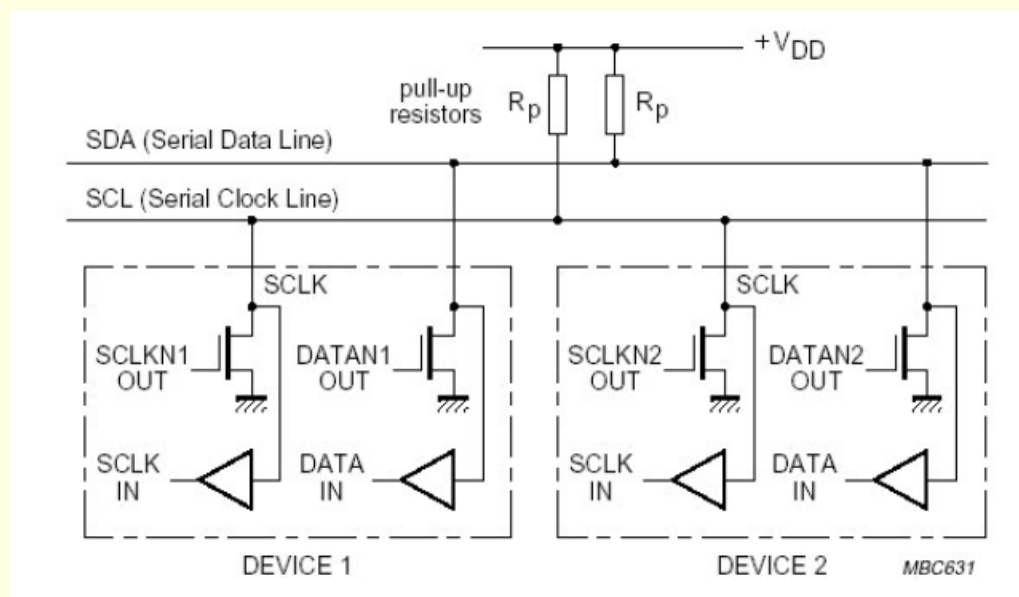 +VDD
pull-up
resistors
Rp
Rp
SDA (Serial Data Line)
SCL (Serial Clock Line)
SCLK
SCLKN1
OUT
DATAN1
OUT
SCLK
IN
DATA
IN
SCLK
SCLKN2
OUT
DATAN2
OUT
SCLK
IN
DATA
IN
DEVICE 1
DEVICE 2
MBC631